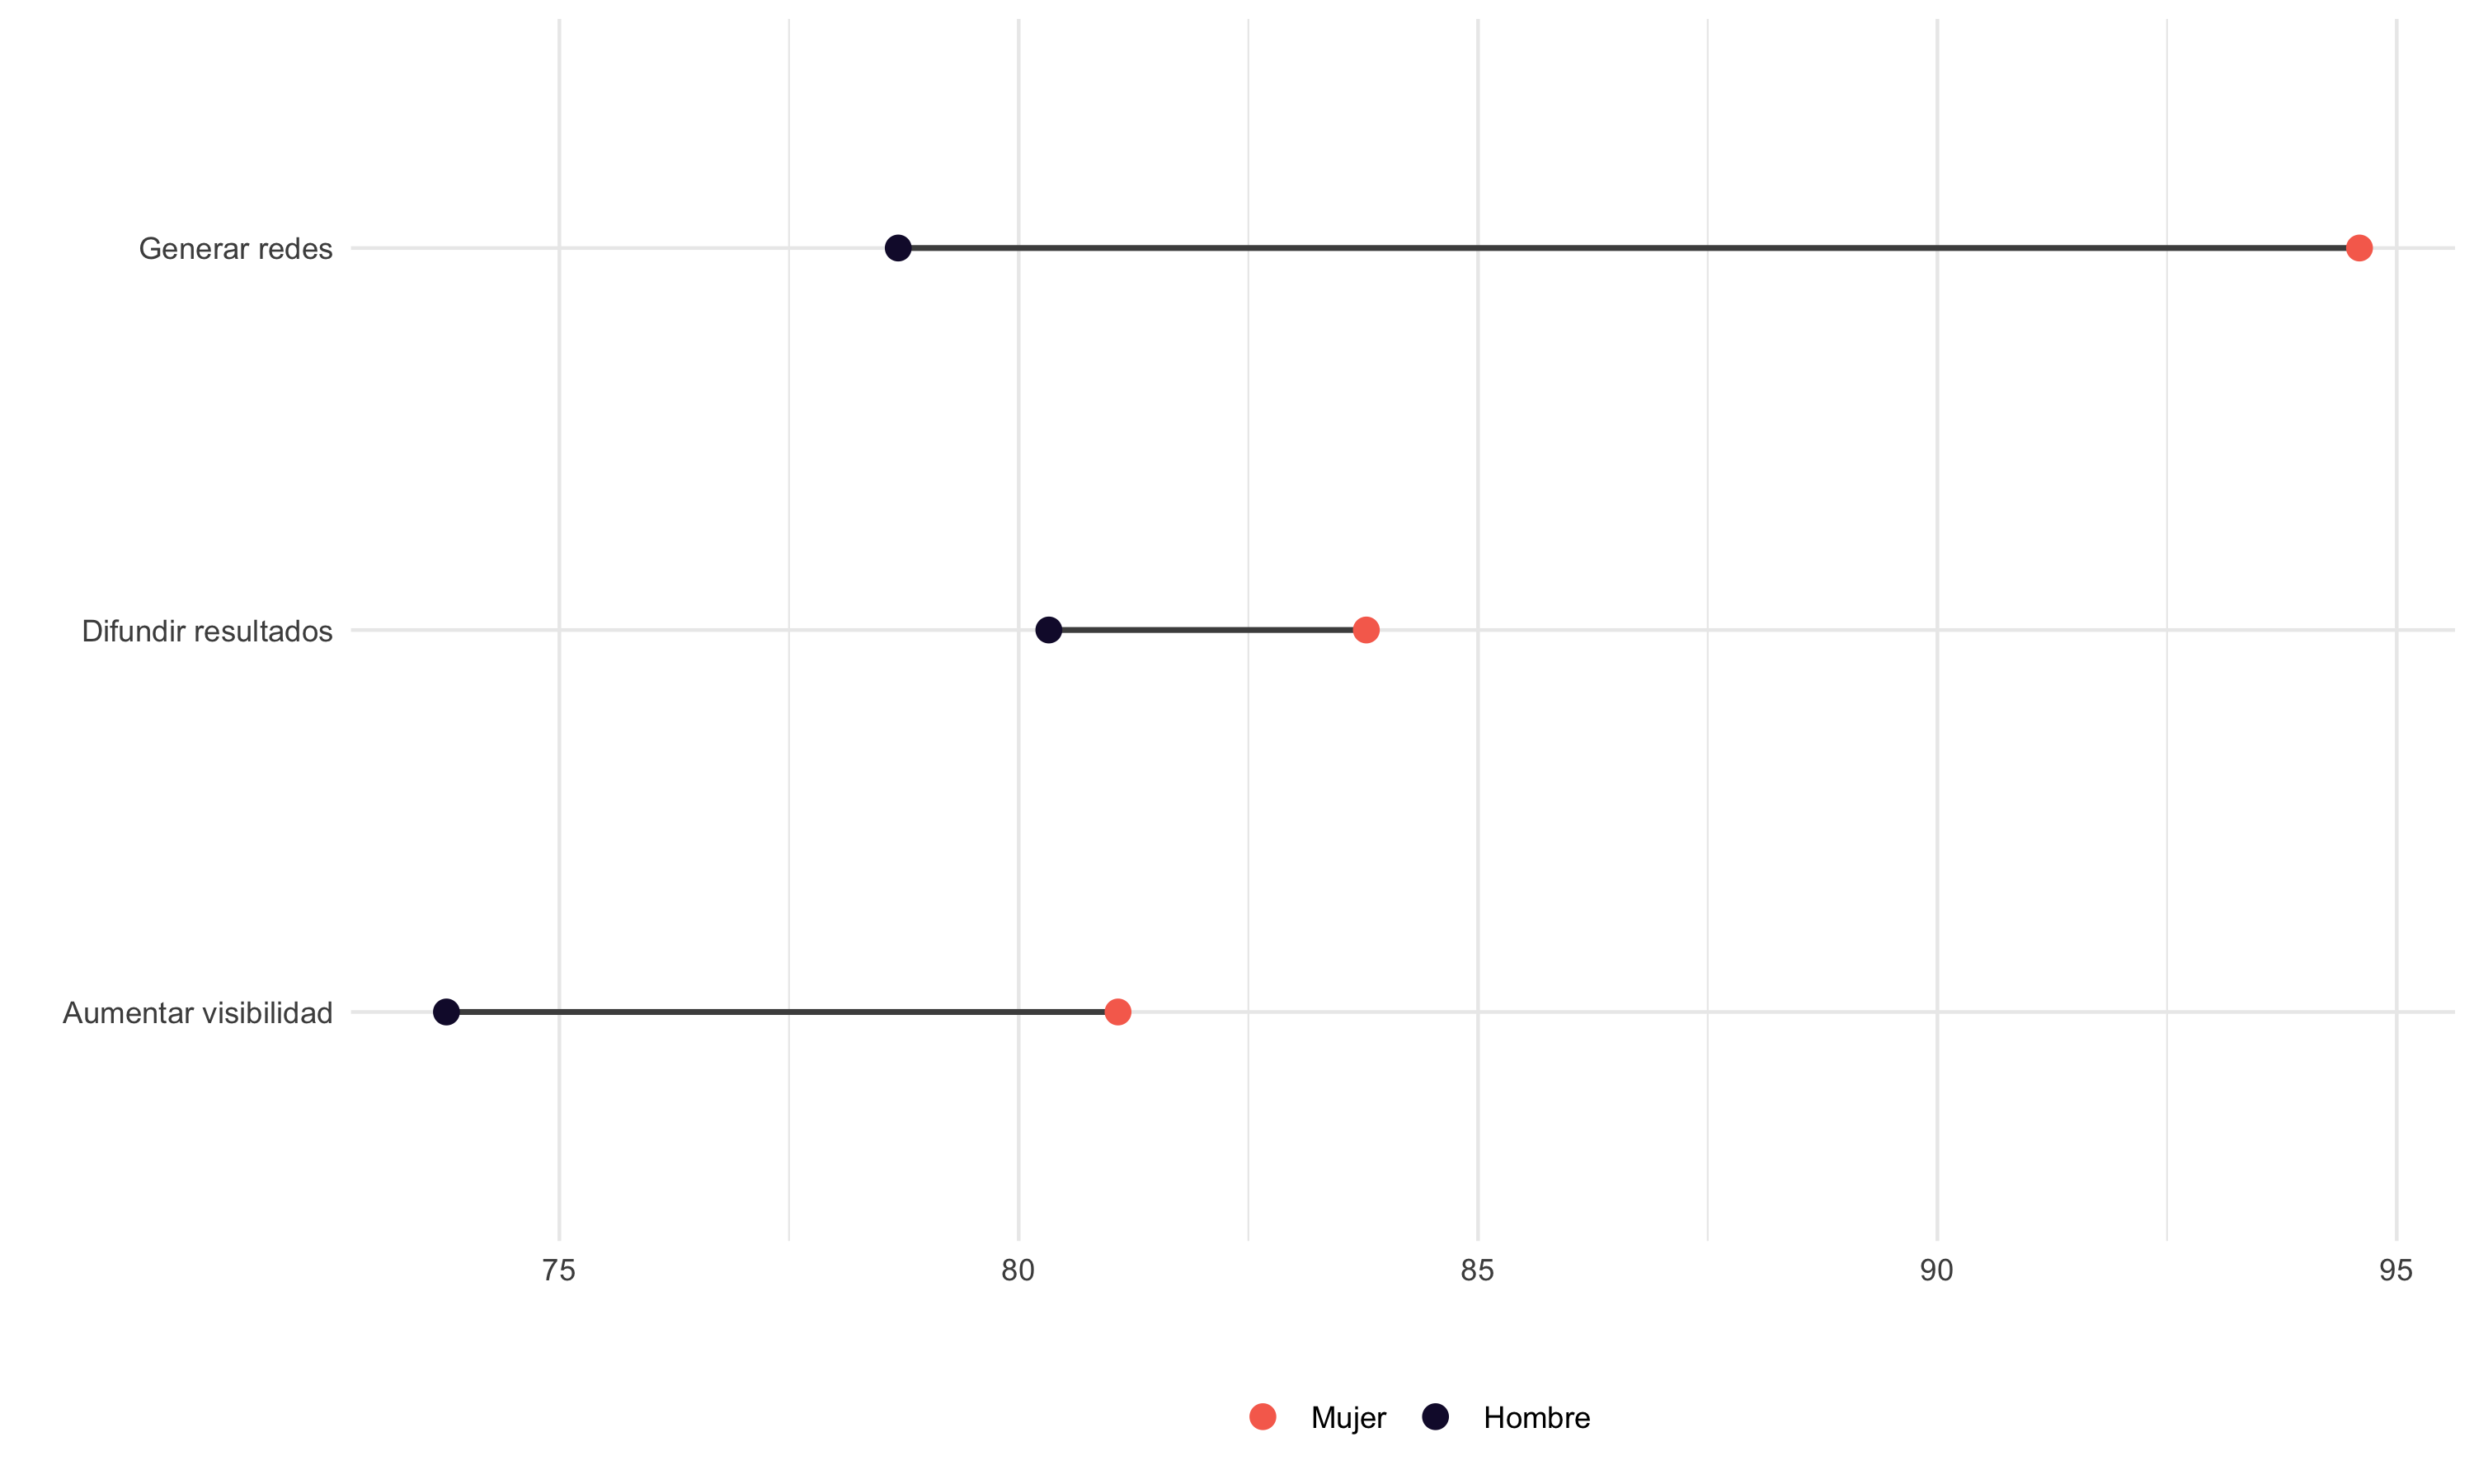 Generar redes
Difundir resultados
Aumentar visibilidad
75 80 85 90 95
Mujer Hombre